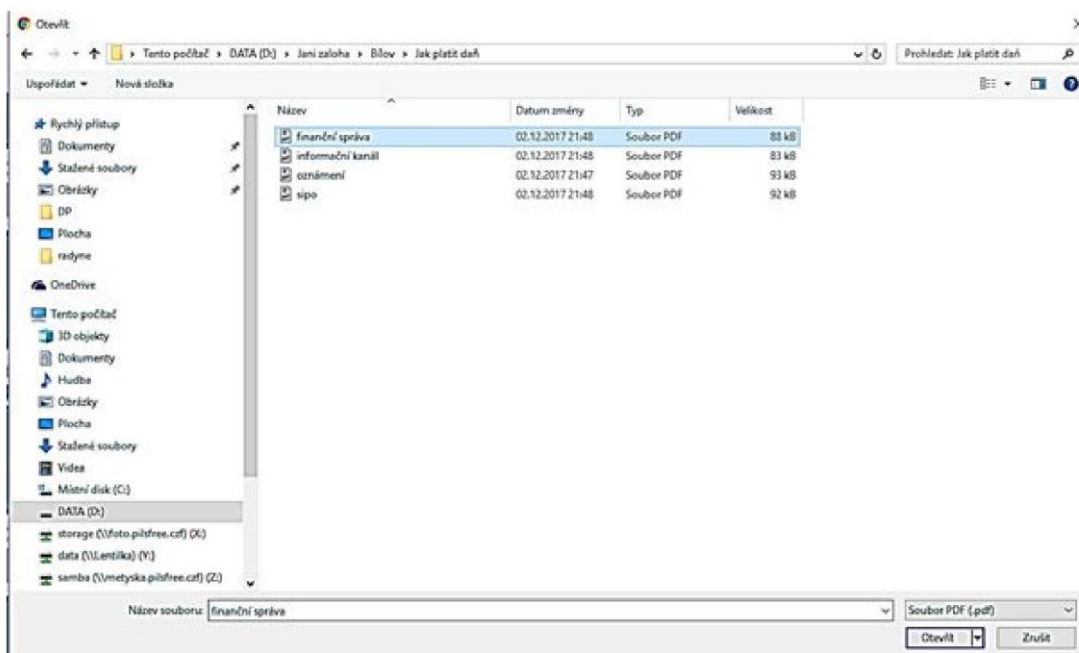 Otevřít
Tento počítač › DATA (D:) › Jani zaloha › Bílov › Jak platit daň
Prohledat: Jak platit daň
Uspořádat
Nová složka
Rychlý přístup
Dokumenty
Stažené soubory
Obrázky
DP
Plocha
radyne
OneDrive
Tento počítač
3D objekty
Dokumenty
Hudba
Obrázky
Plocha
Stažené soubory
Videa
Místní disk (C:)
DATA (D:)
storage (\\foto.pilsfree.czf) (X:)
data (\\Lentilka) (Y:)
samba (\\metyska.pilsfree.czf) (Z:)
Název Datum změny Typ Velikost
finanční správa 02.12.2017 21:48 Soubor PDF 88 kB
informační kanál 02.12.2017 21:48 Soubor PDF 83 kB
oznámení 02.12.2017 21:47 Soubor PDF 93 kB
sipo 02.12.2017 21:48 Soubor PDF 92 kB
Název souboru: finanční správa
Soubor PDF (.pdf)
Otevřít
Zrušit